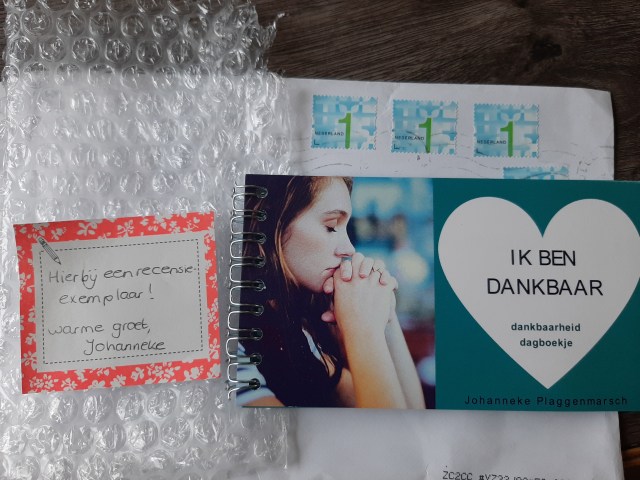 1
NEDERLAND
1
NEDERLAND
1
NEDERLAND
IK BEN
DANKBAAR
dankbaarheid
dagboekje
Johanneke Plaggenmarsch
Hierbij een recensie-
exemplaar!
warme groet,
Johanneke